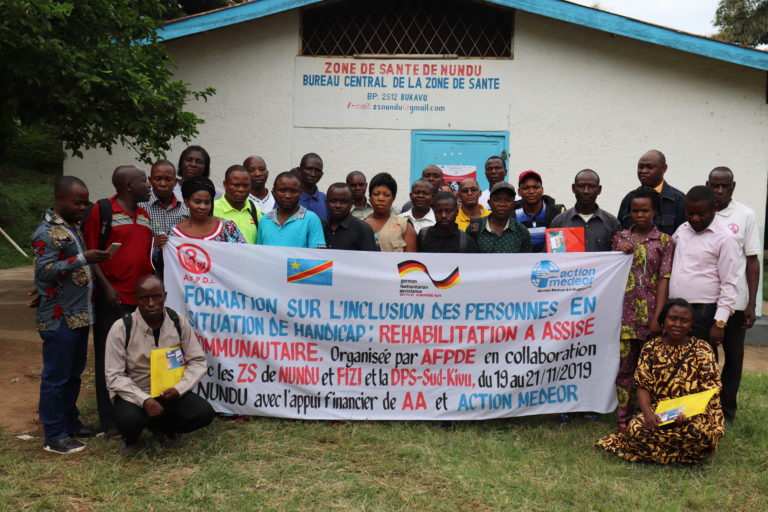 ZONE DE SANTE DE NUNDU
BUREAU CENTRAL DE LA ZONE DE SANTE
BP: 2512 BUKAVU
E-mail: zsnundu@gmail.com
german
humanitarian
assistance
action
medeor
FORMATION SUR L'INCLUSION DES PERSONNES EN
SITUATION DE HANDICAP: REHABILITATION A ASSISE
COMMUNAUTAIRE. Organisée par AFPDE en collaboration
les ZS de NUNDU et FIZI et la DPS-Sud-Kivu, du 19 au 21/11/2019
NUNDU avec l'appui financier de AA et ACTION MEDEOR